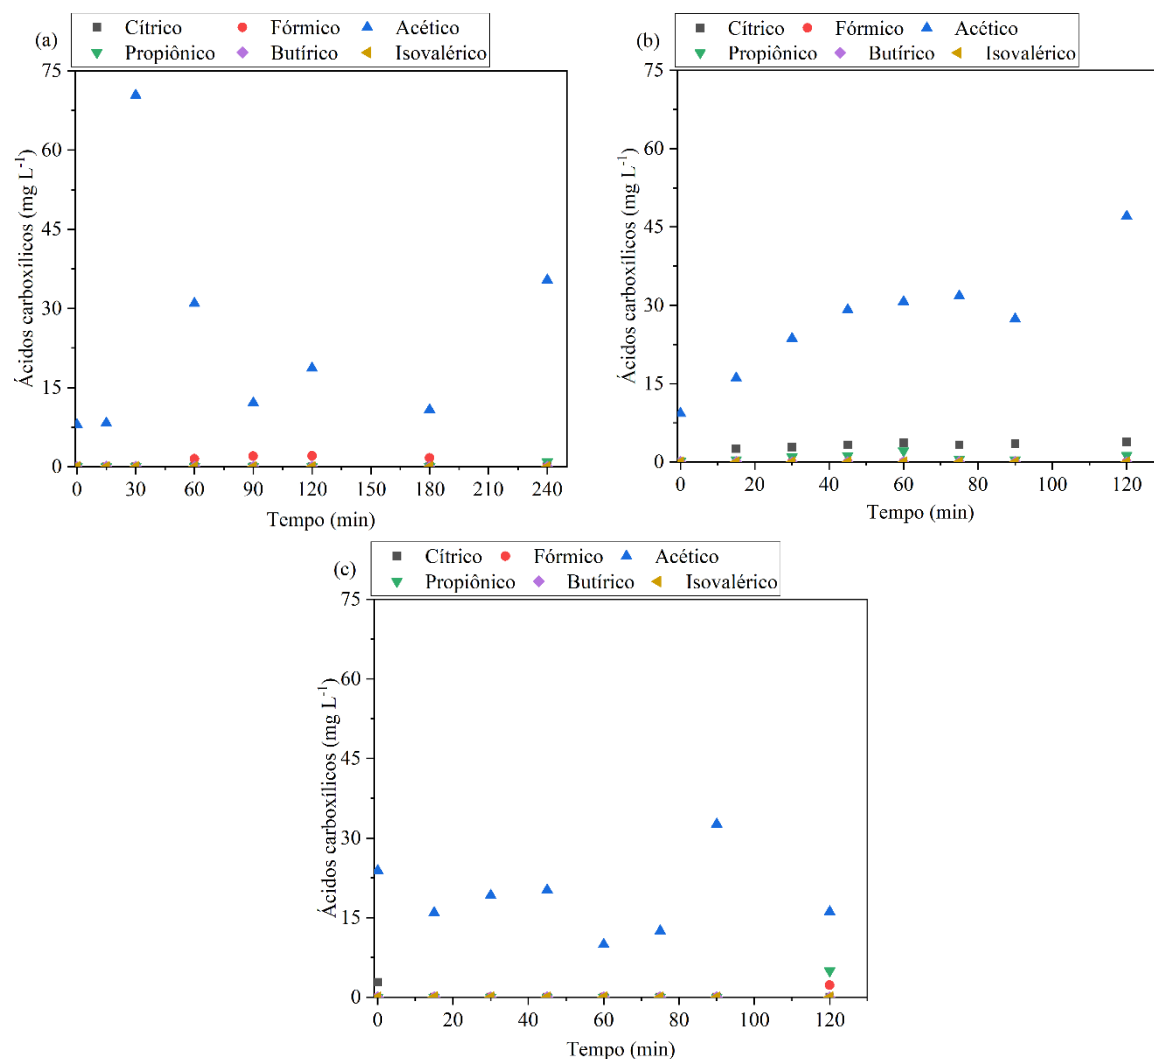 (a)
Cítrico Fórmico Acético
Propiônico Butírico Isovalérico
75
60
45
30
15
0
Ácidos carboxílicos (mg L-1)
0 30 60 90 120 150 180 210 240
Tempo (min)
(b)
Cítrico Fórmico Acético
Propiônico Butírico Isovalérico
75
60
45
30
15
0
Ácidos carboxílicos (mg L-1)
0 20 40 60 80 100 120
Tempo (min)
(c)
Cítrico Fórmico Acético
Propiônico Butírico Isovalérico
75
60
45
30
15
0
Ácidos carboxílicos (mg L-1)
0 20 40 60 80 100 120
Tempo (min)